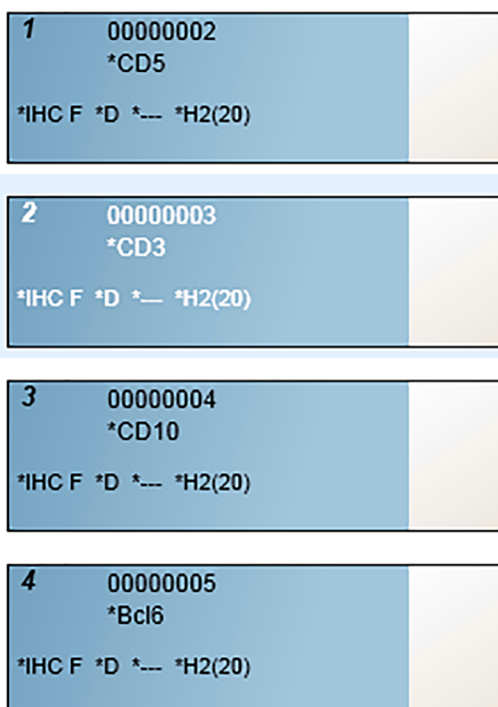 1 00000002
*CD5
*IHC F *D *--- *H2(20)
2 00000003
*CD3
*IHC F *D *--- *H2(20)
3 00000004
*CD10
*IHC F *D *--- *H2(20)
4 00000005
*Bcl6
*IHC F *D *--- *H2(20)